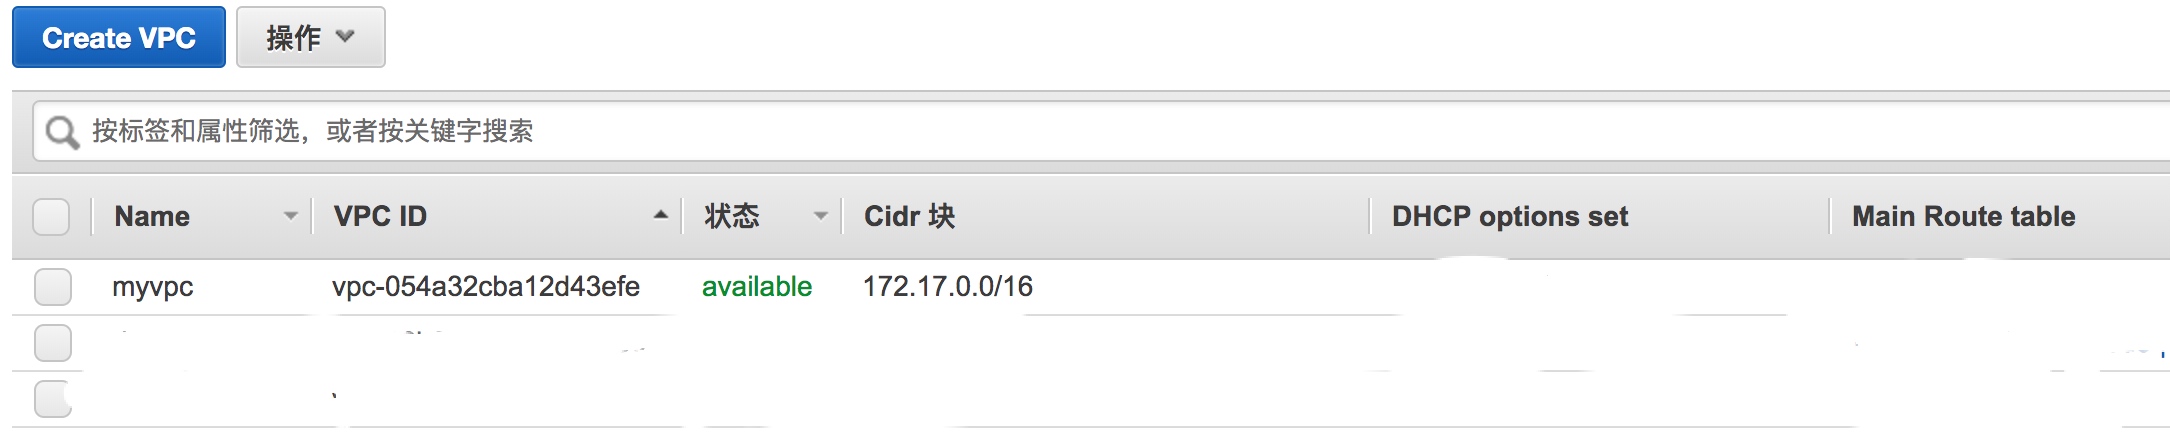 Create VPC 操作
按标签和属性筛选，或者按关键字搜索
Name VPC ID 状态 Cidr 块 DHCP options set Main Route table
myvpc vpc-054a32cba12d43efe available 172.17.0.0/16